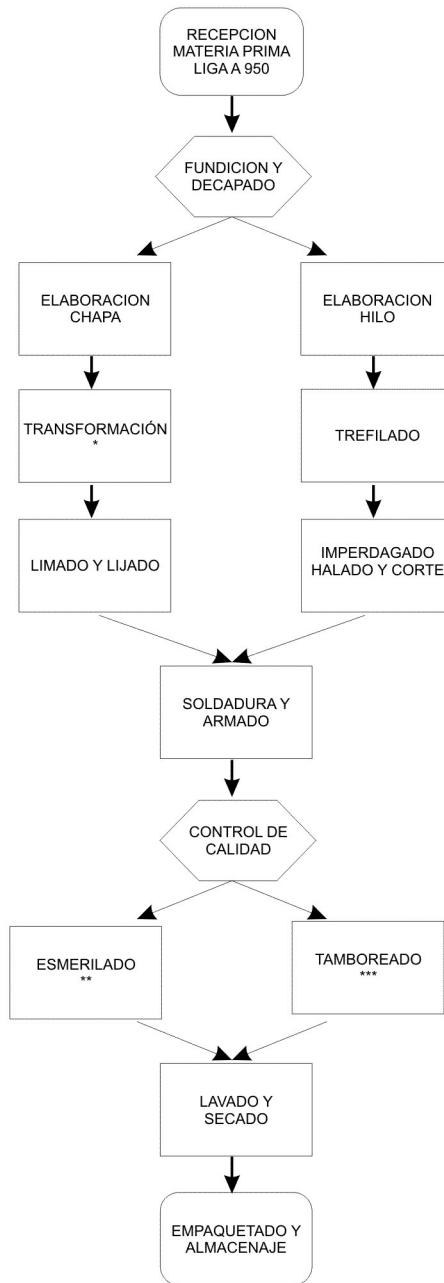 RECEPCION
MATERIA PRIMA
LIGA A 950
FUNDICION Y
DECAPADO
ELABORACION
CHAPA
ELABORACION
HILO
TRANSFORMACIÓN
*
TREFILADO
LIMADO Y LIJADO
IMPERDAGADO
HALADO Y CORTE
SOLDADURA Y
ARMADO
CONTROL DE
CALIDAD
ESMERILADO
**
TAMBOREADO
***
LAVADO Y
SECADO
EMPAQUETADO Y
ALMACENAJE